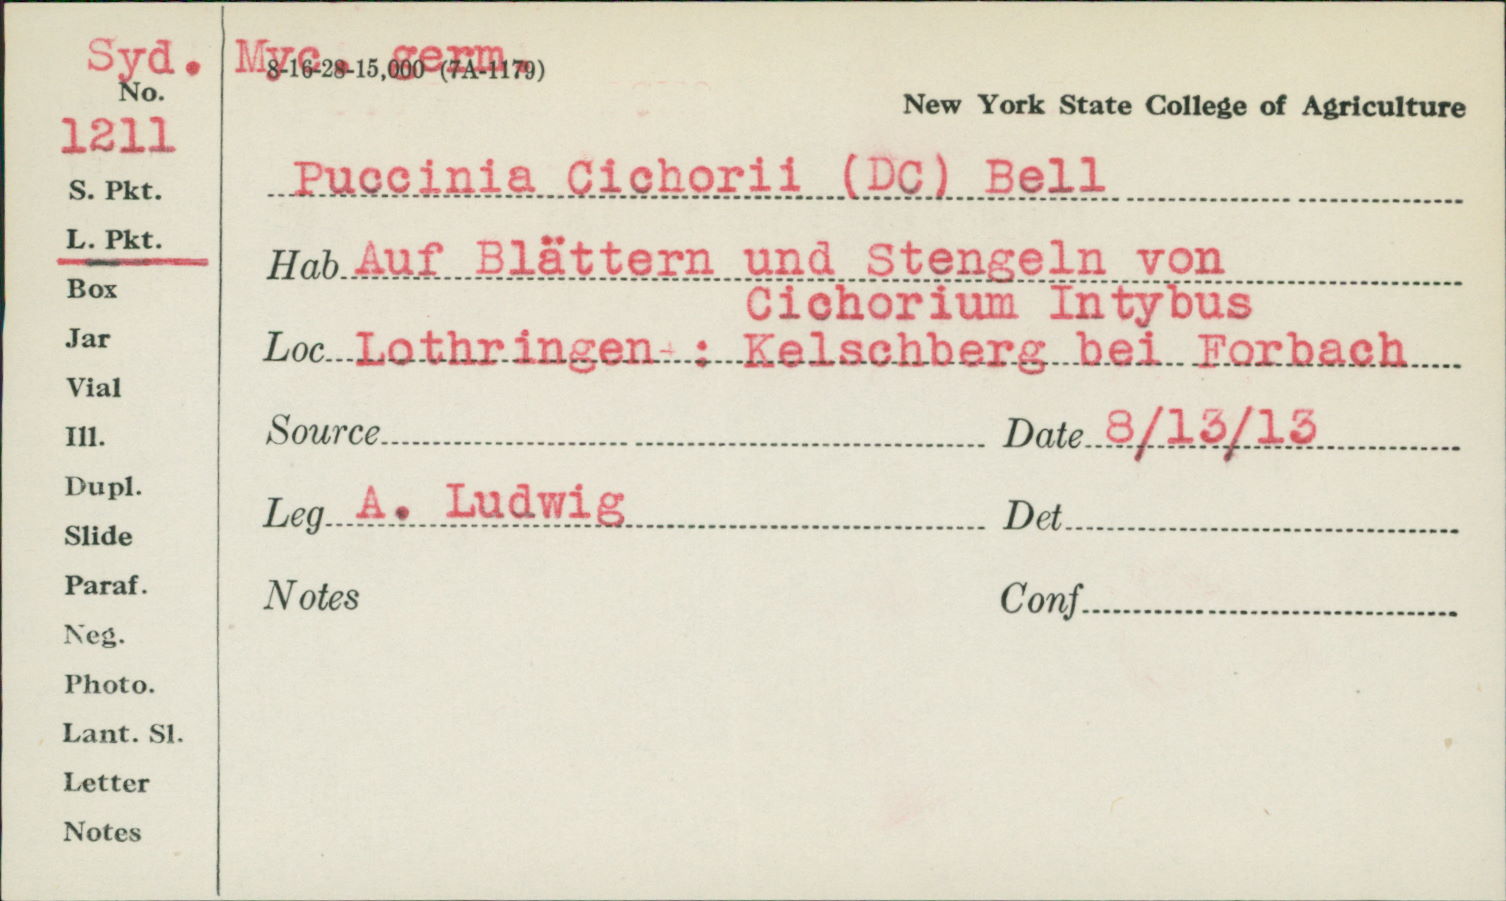 Syd. Myc. germ.
8-16-28-15,000 (7A-1179)
No.
New York State College of Agriculture
1211
Puccinia Cichorii (DC) Bell
S. Pkt.
L. Pkt.
Hab Auf Blättern und Stengeln von
Cichorium Intybus
Box
Loc Lothringen : Kelschberg bei Forbach
Jar
Vial
Source Date 8/13/13
Ill.
Dupl.
Leg A. Ludwig Det
Slide
Paraf.
Notes Conf
Neg.
Photo.
Lant. Sl.
Letter
Notes